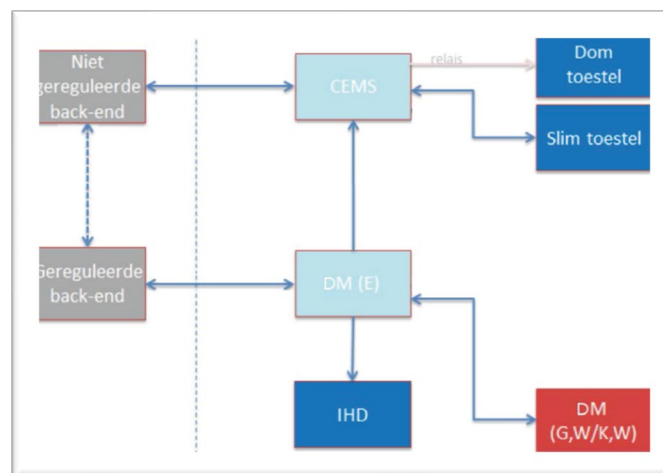 Niet
gereguleerde
back-end
CEMS
relais
Dom
toestel
Slim toestel
Gereguleerde
back-end
DM (E)
IHD
DM
(G,W/K,W)